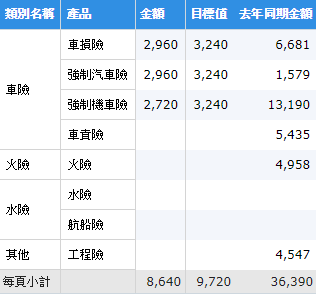 類別名稱 產品 金額 目標值 去年同期金額
車險 車損險 2,960 3,240 6,681
強制汽車險 2,960 3,240 1,579
強制機車險 2,720 3,240 13,190
車責險 5,435
火險 火險 4,958
水險 水險
航船險
其他 工程險 4,547
每頁小計 8,640 9,720 36,390